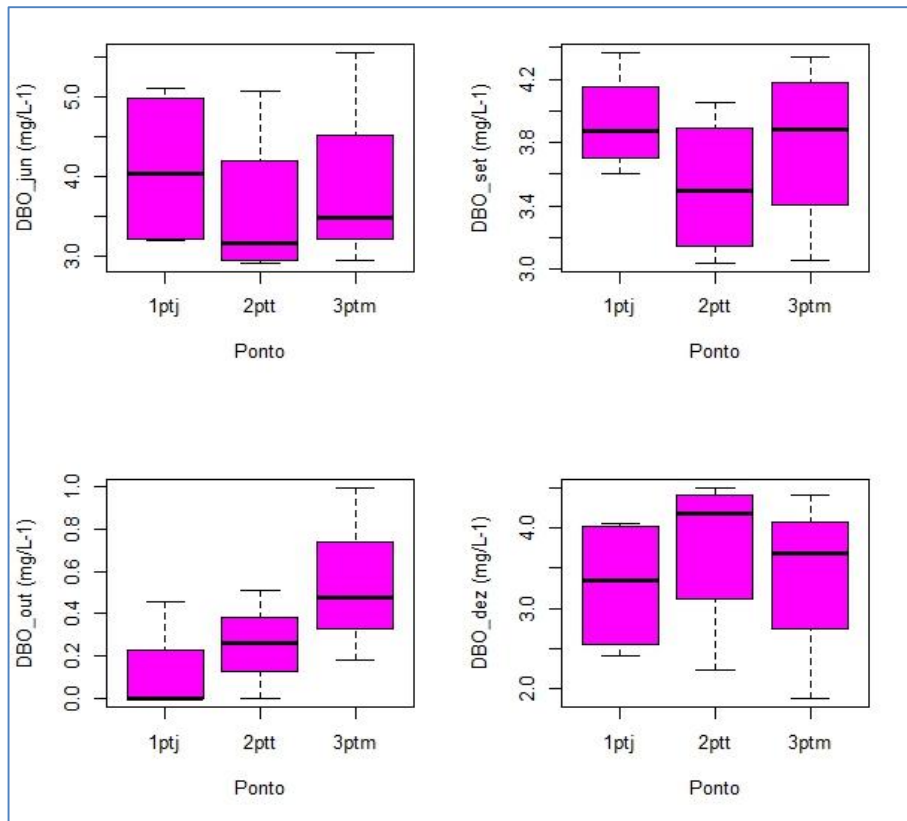 DBO_jun (mg/L-1)
5.0
4.0
3.0
1ptj 2ptt 3ptm
Ponto
DBO_set (mg/L-1)
4.2
3.8
3.4
3.0
1ptj 2ptt 3ptm
Ponto
DBO_out (mg/L-1)
1.0
0.8
0.6
0.4
0.2
0.0
1ptj 2ptt 3ptm
Ponto
DBO_dez (mg/L-1)
4.0
3.0
2.0
1ptj 2ptt 3ptm
Ponto